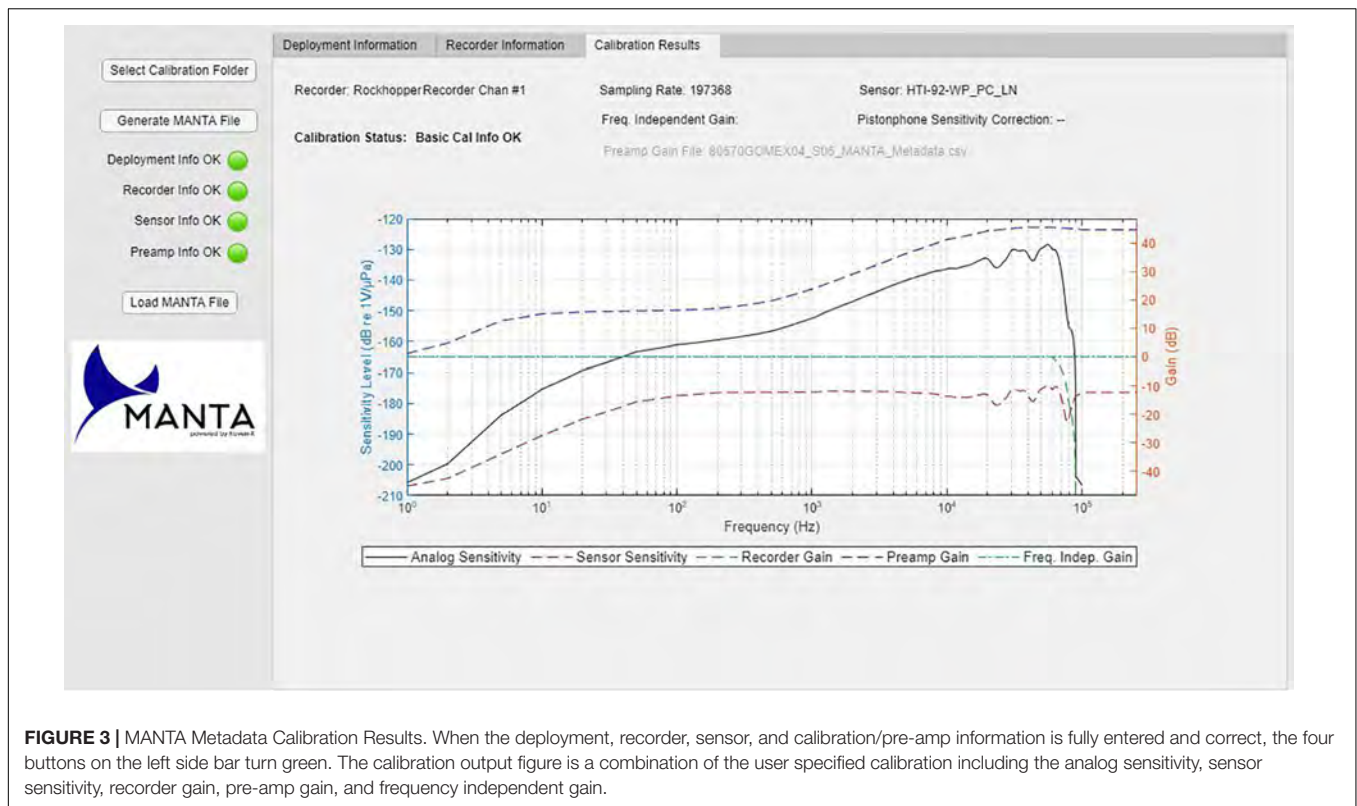 Deployment Information Recorder Information Calibration Results
Select Calibration Folder
Generate MANTA File
Deployment Info OK
Recorder Info OK
Sensor Info OK
Preamp Info OK
Load MANTA File
MANTA
Recorder: RockhopperRecorder Chan #1 Sampling Rate: 197368 Sensor: HTI-92-WP_PC_LN
Freq. Independent Gain: Pistonphone Sensitivity Correction: --
Calibration Status: Basic Cal Info OK
Preamp Gain File: 80570GOMEX04_S05_MANTA_Metadata.csv
Sensitivity Level (dB re 1V/µPa)
-120
-130
-140
-150
-160
-170
-180
-190
-200
-210
40
30
20
10
0
-10
-20
-30
-40
Gain (dB)
10⁰ 10¹ 10² 10³ 10⁴ 10⁵
Frequency (Hz)
Analog Sensitivity Sensor Sensitivity Recorder Gain Preamp Gain Freq. Indep. Gain
FIGURE 3 | MANTA Metadata Calibration Results. When the deployment, recorder, sensor, and calibration/pre-amp information is fully entered and correct, the four
buttons on the left side bar turn green. The calibration output figure is a combination of the user specified calibration including the analog sensitivity, sensor
sensitivity, recorder gain, pre-amp gain, and frequency independent gain.